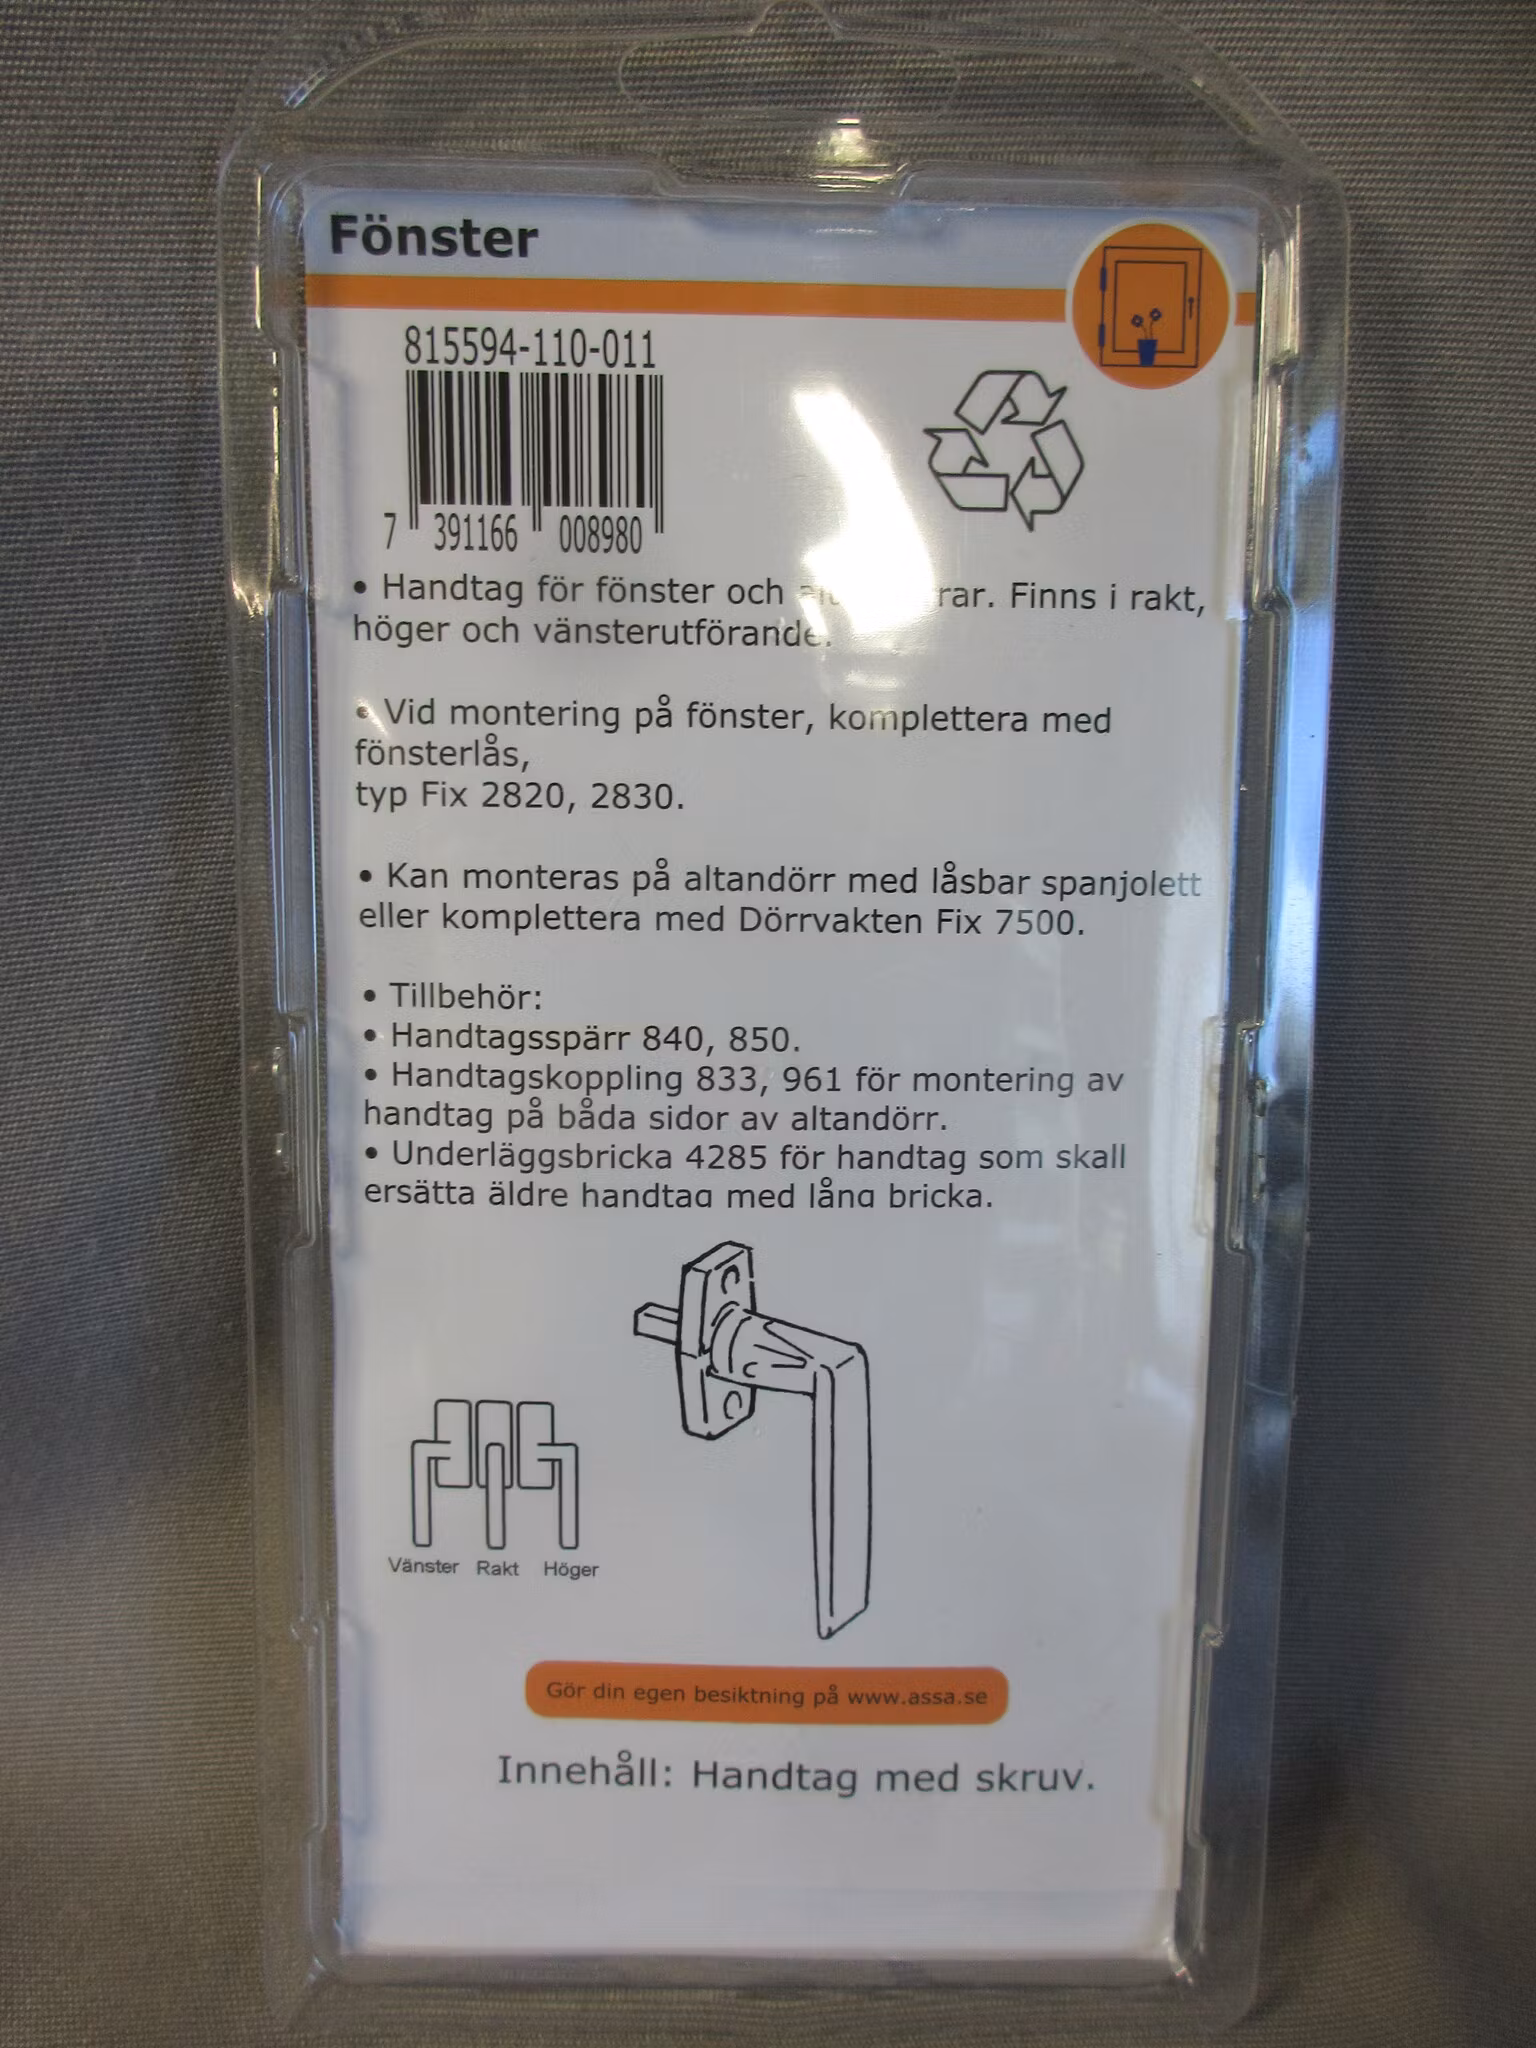 Fönster
815594-110-011
7 391166 008980
• Handtag för fönster och rar. Finns i rakt,
höger och vänsterutförande.
• Vid montering på fönster, komplettera med
fönsterlås,
typ Fix 2820, 2830.
• Kan monteras på altandörr med låsbar spanjolett
eller komplettera med Dörrvakten Fix 7500.
• Tillbehör:
• Handtagsspärr 840, 850.
• Handtagskoppling 833, 961 för montering av
handtag på båda sidor av altandörr.
• Underläggsbricka 4285 för handtag som skall
ersätta äldre handtag med lång bricka.
Vänster Rakt Höger
Gör din egen besiktning på www.assa.se
Innehåll: Handtag med skruv.